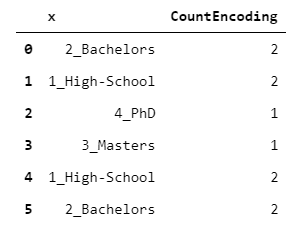 x CountEncoding
0 2_Bachelors 2
1 1_High-School 2
2 4_PhD 1
3 3_Masters 1
4 1_High-School 2
5 2_Bachelors 2